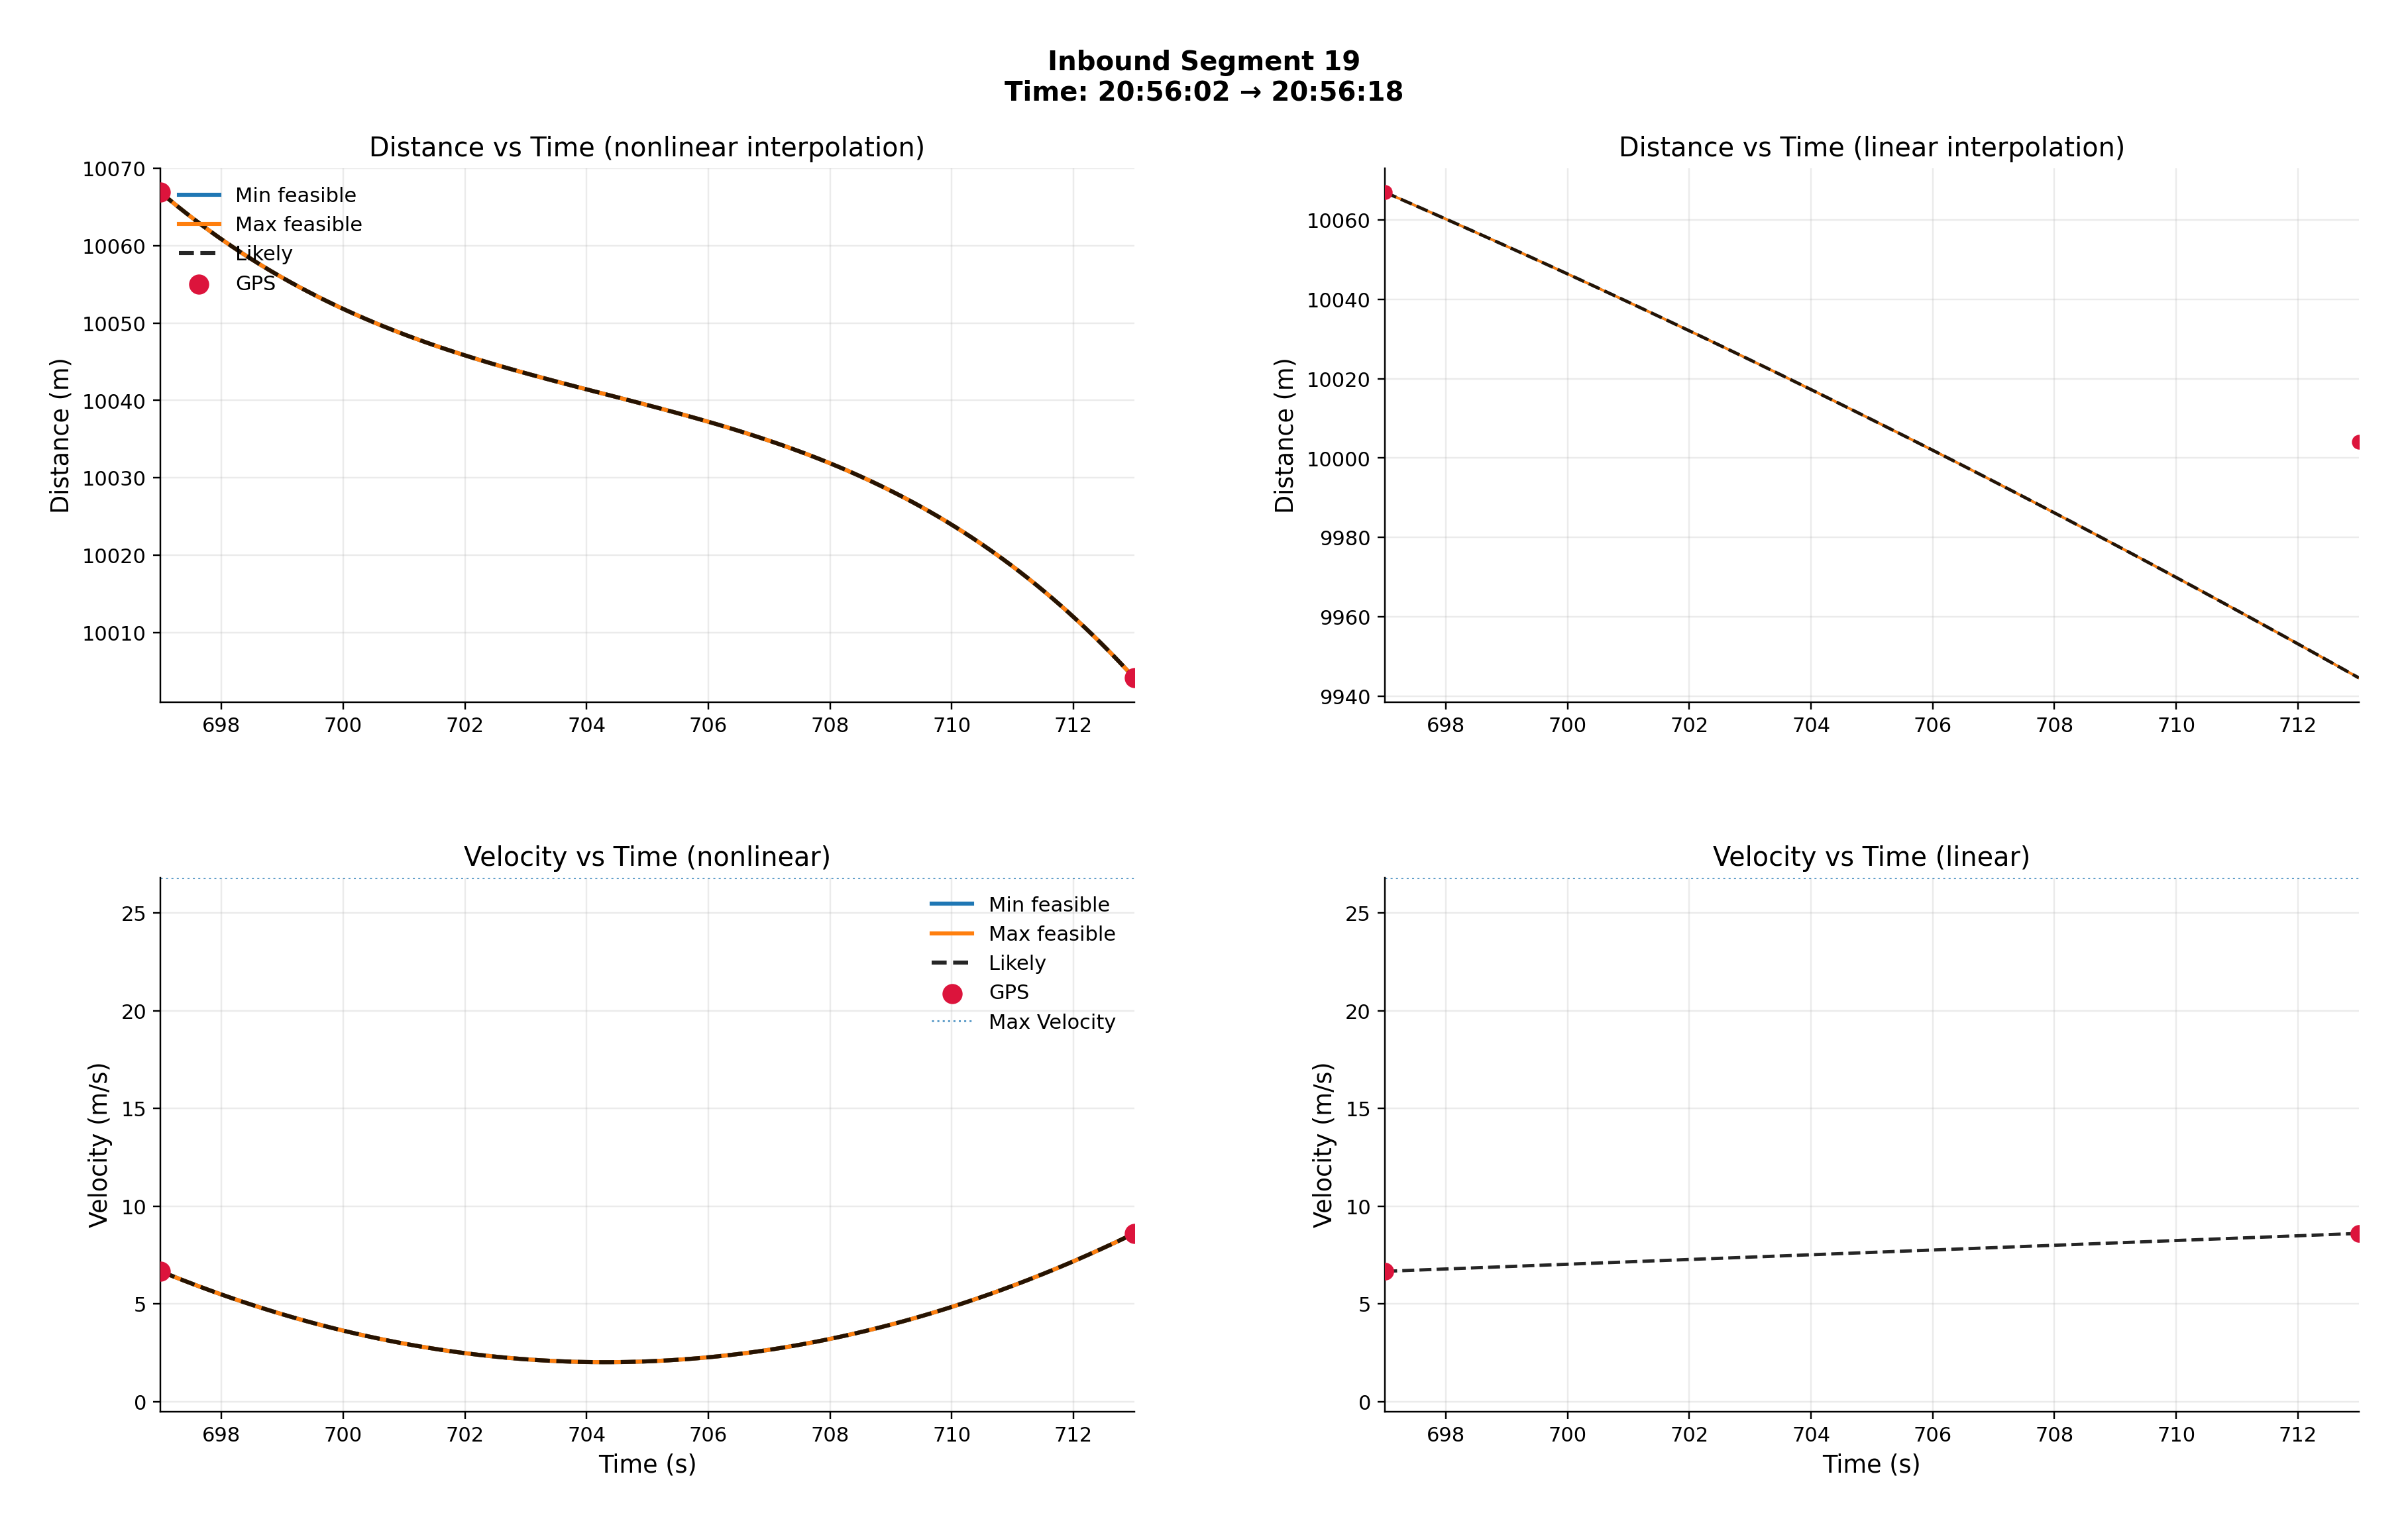 Inbound Segment 19
Time: 20:56:02 → 20:56:18
Distance vs Time (nonlinear interpolation)
Distance (m)
10070
10060
10050
10040
10030
10020
10010
Min feasible
Max feasible
Likely
GPS
698 700 702 704 706 708 710 712
Distance vs Time (linear interpolation)
Distance (m)
10060
10040
10020
10000
9980
9960
9940
698 700 702 704 706 708 710 712
Velocity vs Time (nonlinear)
Velocity (m/s)
25
20
15
10
5
0
Min feasible
Max feasible
Likely
GPS
Max Velocity
698 700 702 704 706 708 710 712
Time (s)
Velocity vs Time (linear)
Velocity (m/s)
25
20
15
10
5
0
698 700 702 704 706 708 710 712
Time (s)